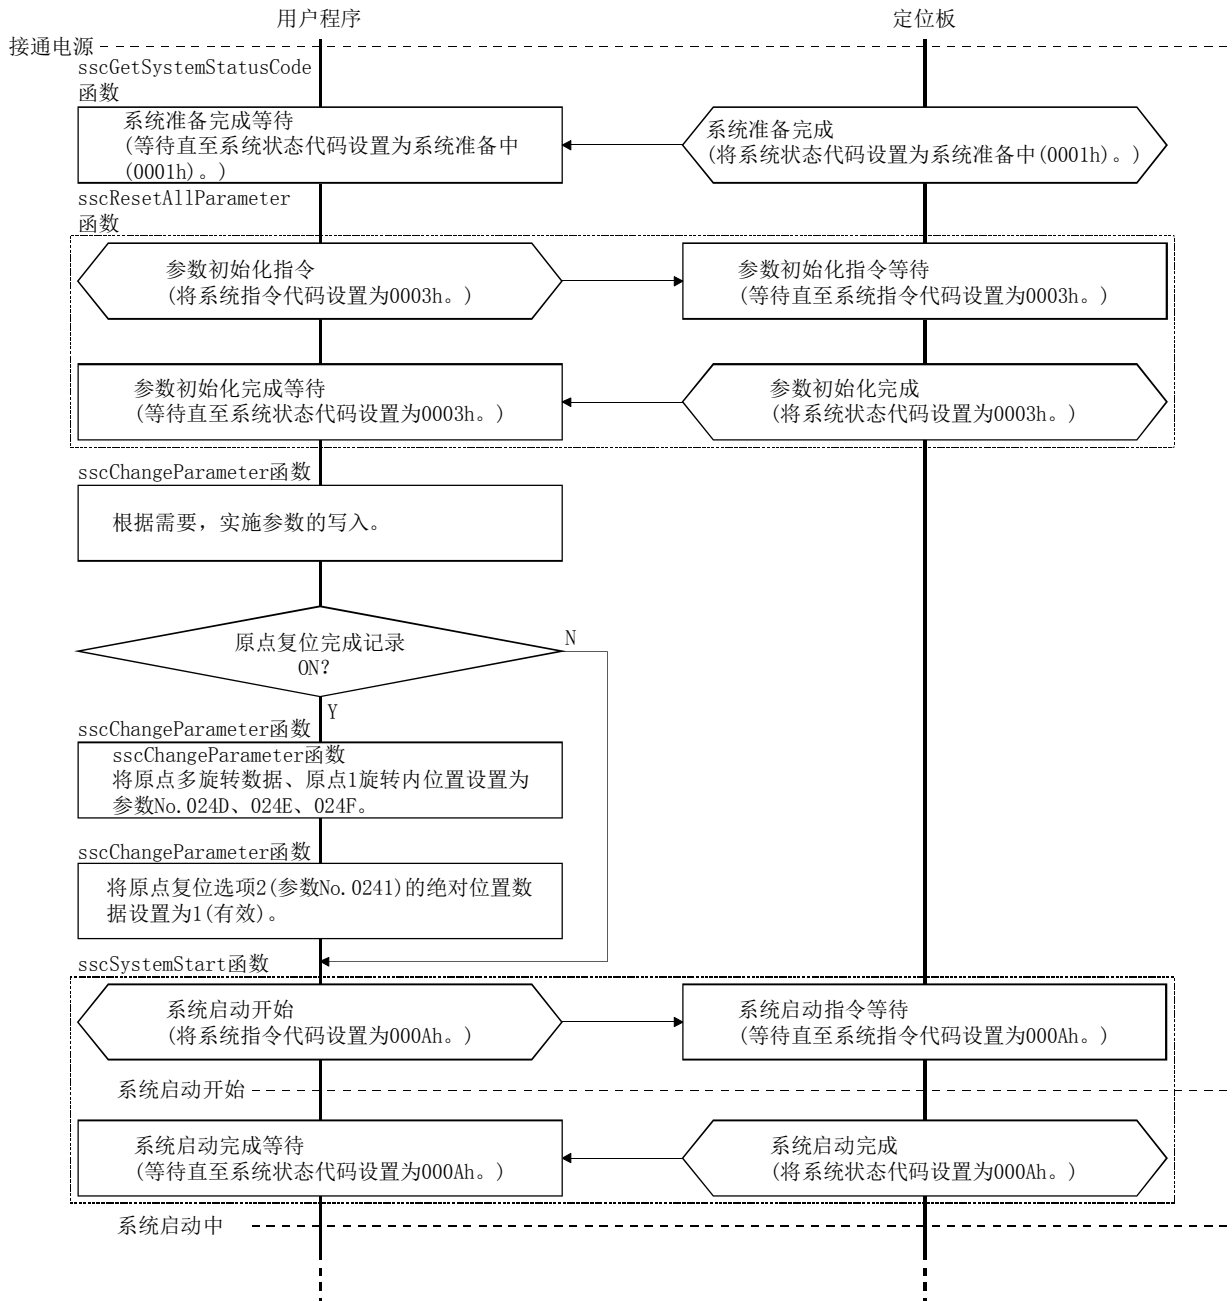 用户程序
定位板
接通电源
sscGetSystemStatusCode
函数
系统准备完成等待
(等待直至系统状态代码设置为系统准备中
(0001h)。)
系统准备完成
(将系统状态代码设置为系统准备中(0001h)。)
sscResetAllParameter
函数
参数初始化指令
(将系统指令代码设置为0003h。)
参数初始化指令等待
(等待直至系统指令代码设置为0003h。)
参数初始化完成等待
(等待直至系统状态代码设置为0003h。)
参数初始化完成
(将系统状态代码设置为0003h。)
sscChangeParameter函数
根据需要，实施参数的写入。
原点复位完成记录
ON？
N
Y
sscChangeParameter函数
sscChangeParameter函数
将原点多旋转数据、原点1旋转内位置设置为
参数No.024D、024E、024F。
sscChangeParameter函数
将原点复位选项2(参数No.0241)的绝对位置数
据设置为1(有效)。
sscSystemStart函数
系统启动开始
(将系统指令代码设置为000Ah。)
系统启动指令等待
(等待直至系统指令代码设置为000Ah。)
系统启动开始
系统启动完成等待
(等待直至系统状态代码设置为000Ah。)
系统启动完成
(将系统状态代码设置为000Ah。)
系统启动中